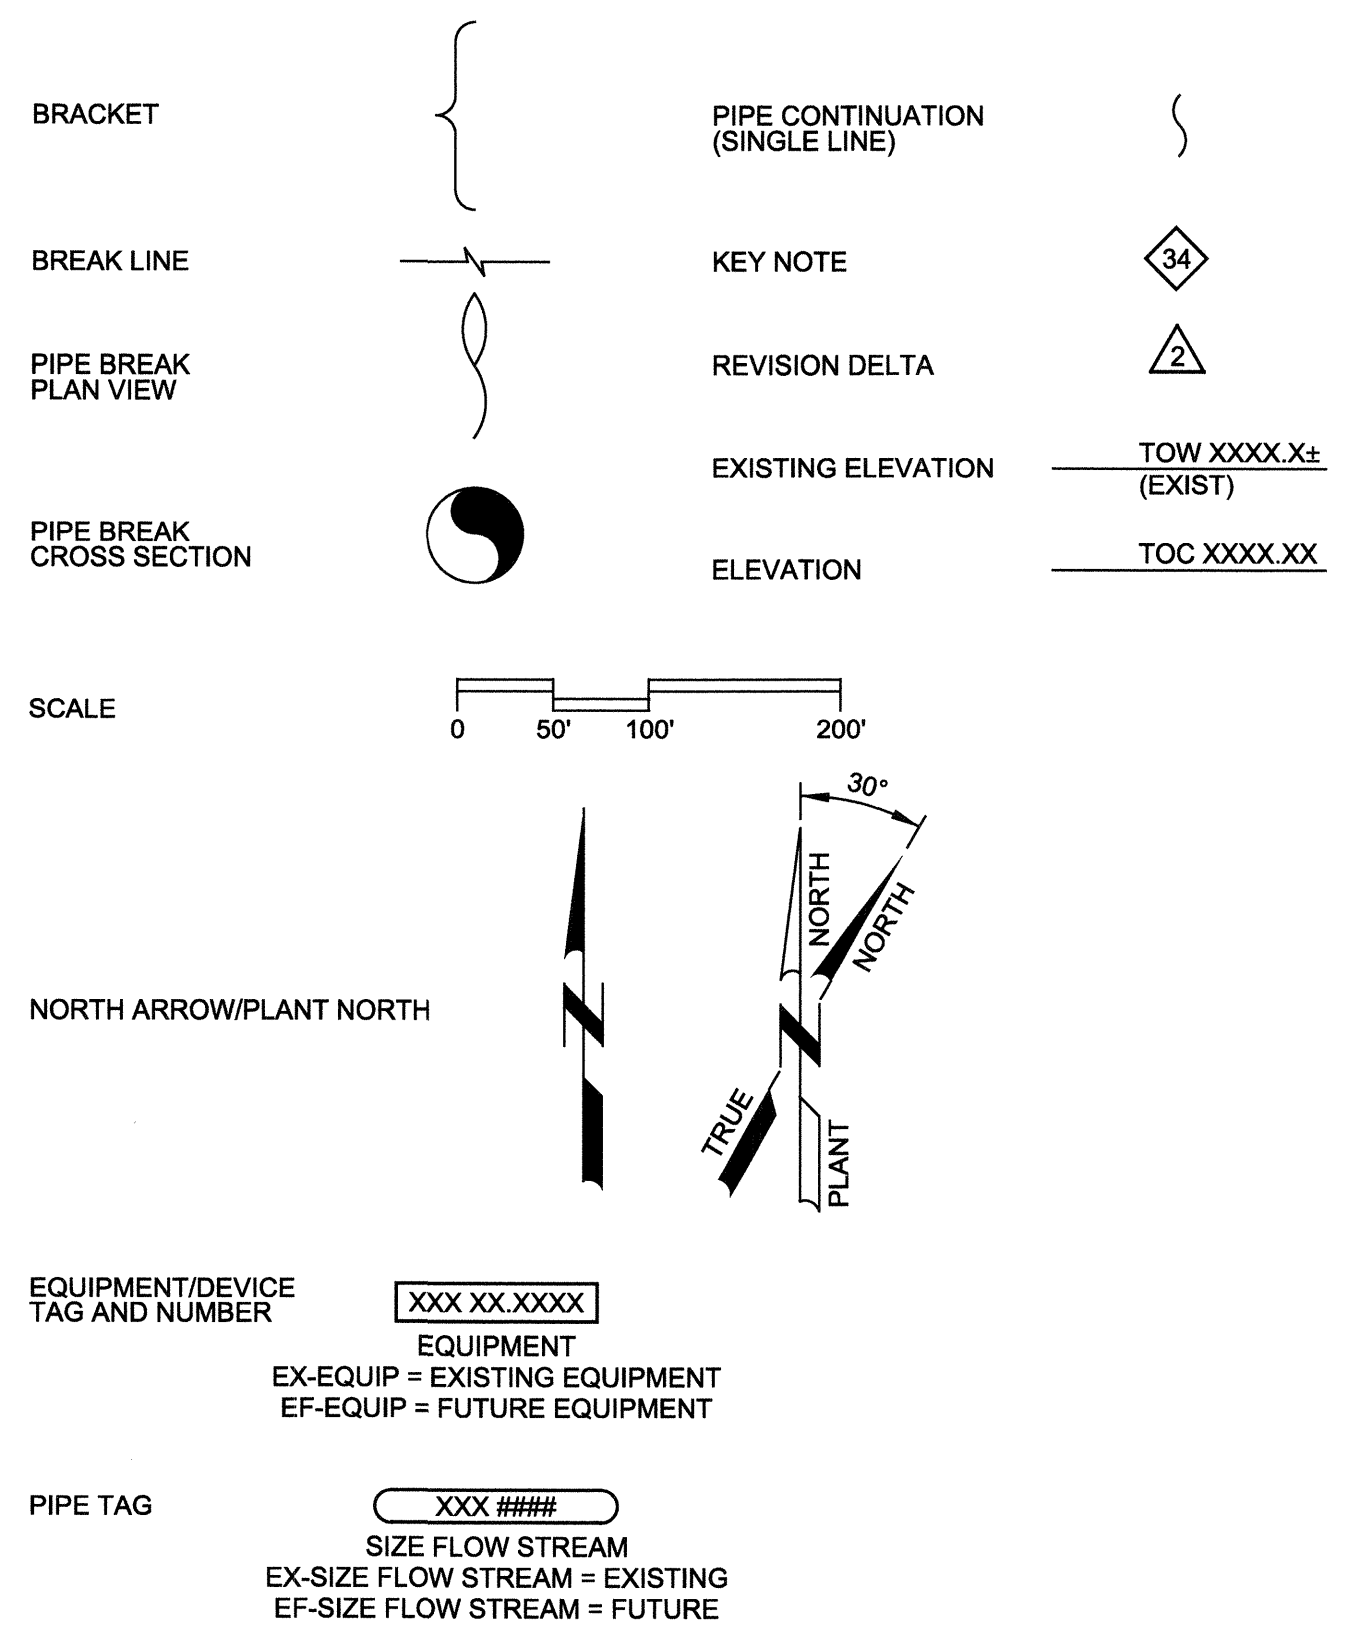 BRACKET
PIPE CONTINUATION
(SINGLE LINE)
BREAK LINE
KEY NOTE
34
PIPE BREAK
PLAN VIEW
REVISION DELTA
2
EXISTING ELEVATION
TOW XXXX.X±
(EXIST)
PIPE BREAK
CROSS SECTION
ELEVATION
TOC XXXX.XX
SCALE
0 50' 100' 200'
30°
NORTH
NORTH
NORTH ARROW/PLANT NORTH
TRUE
PLANT
EQUIPMENT/DEVICE
TAG AND NUMBER
XXX XX.XXXX
EQUIPMENT
EX-EQUIP = EXISTING EQUIPMENT
EF-EQUIP = FUTURE EQUIPMENT
PIPE TAG
XXX ####
SIZE FLOW STREAM
EX-SIZE FLOW STREAM = EXISTING
EF-SIZE FLOW STREAM = FUTURE